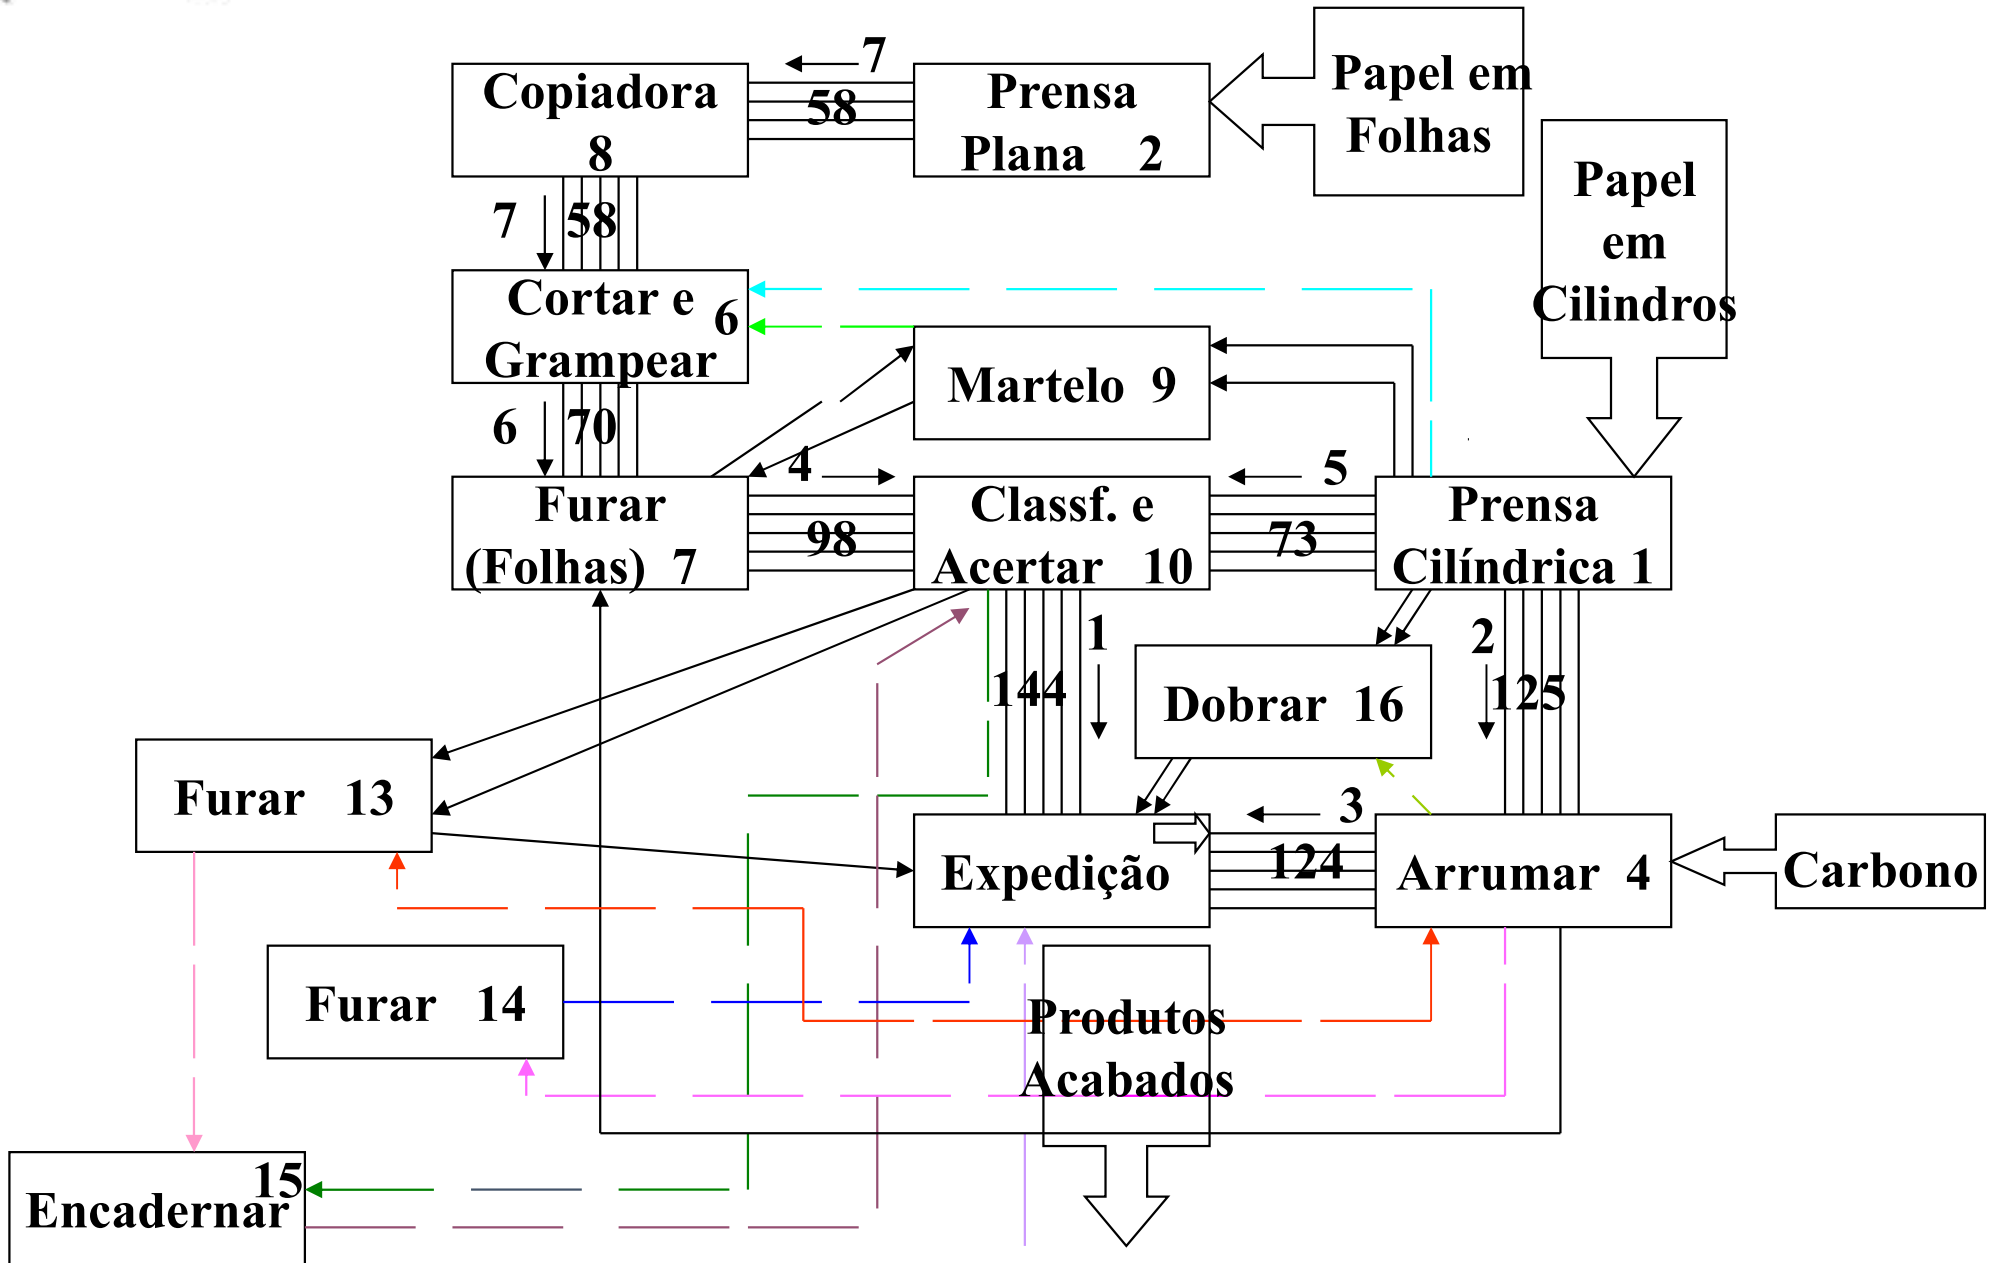 7
Copiadora
8
58
Prensa
Plana 2
Papel em
Folhas
Papel
em
Cilindros
7
58
Cortar e
Grampear
6
Martelo 9
6
70
4
5
Furar
(Folhas) 7
98
Classf. e
Acertar 10
73
Prensa
Cilíndrica 1
1
144
2
125
Dobrar 16
Furar 13
3
Expedição
124
Arrumar 4
Carbono
Furar 14
Produtos
Acabados
15
Encadernar